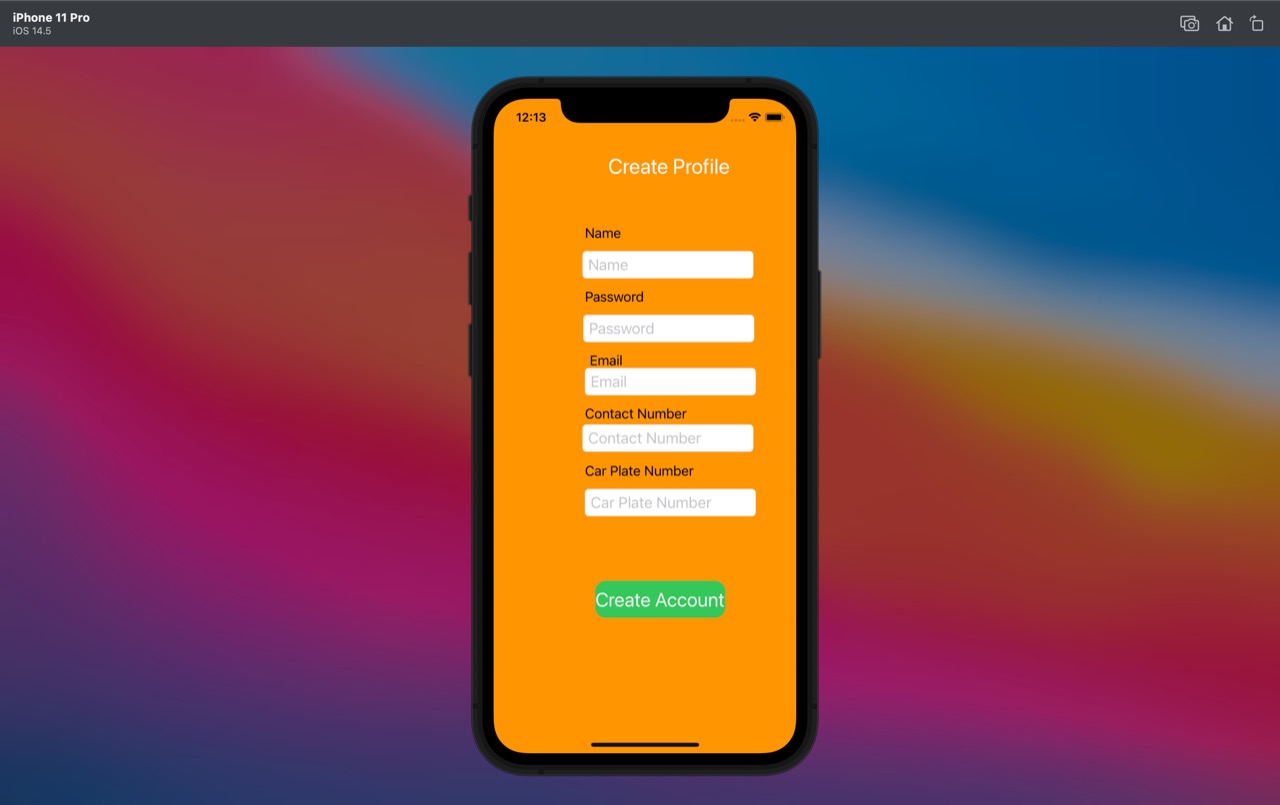 iPhone 11 Pro
iOS 14.5
12:13
Create Profile
Name
Name
Password
Password
Email
Email
Contact Number
Contact Number
Car Plate Number
Car Plate Number
Create Account